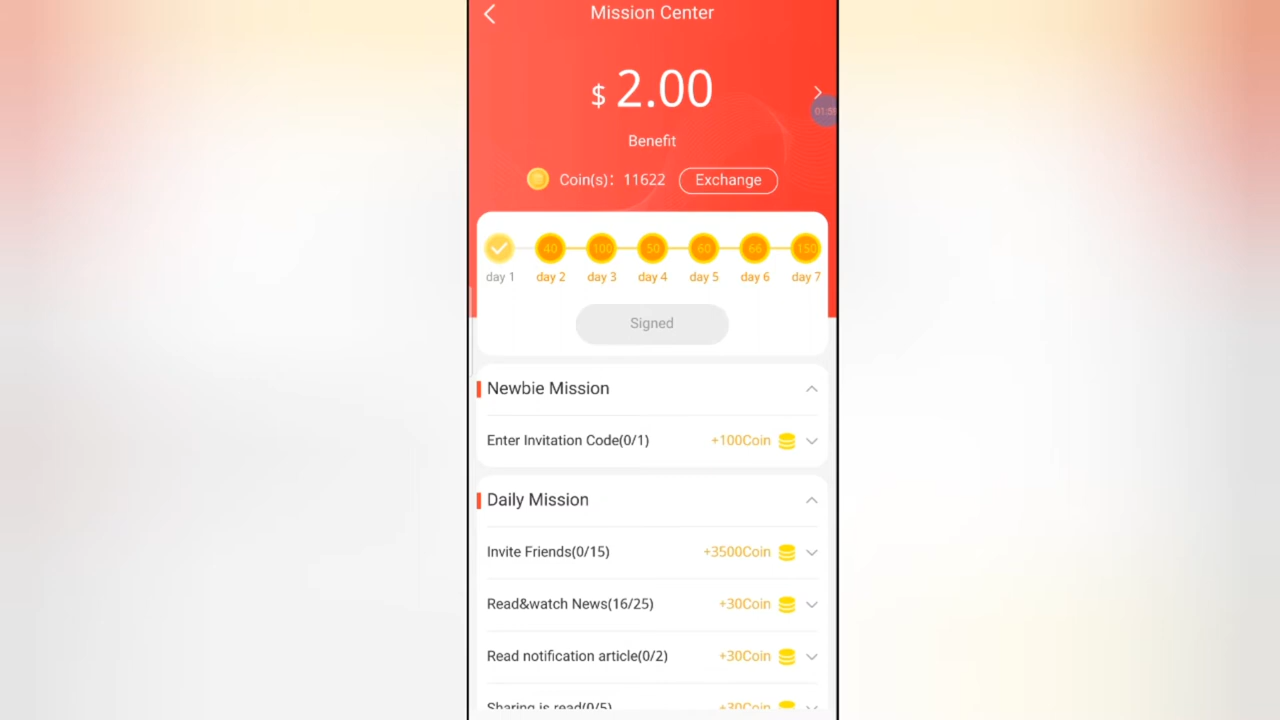 Mission Center
$ 2.00
Benefit
Coin(s): 11622 Exchange
40 100 50 60 66 150
day 1 day 2 day 3 day 4 day 5 day 6 day 7
Signed
Newbie Mission
Enter Invitation Code(0/1) +100Coin
Daily Mission
Invite Friends(0/15) +3500Coin
Read&watch News(16/25) +30Coin
Read notification article(0/2) +30Coin
Sharing is read(0/5) +30Coin